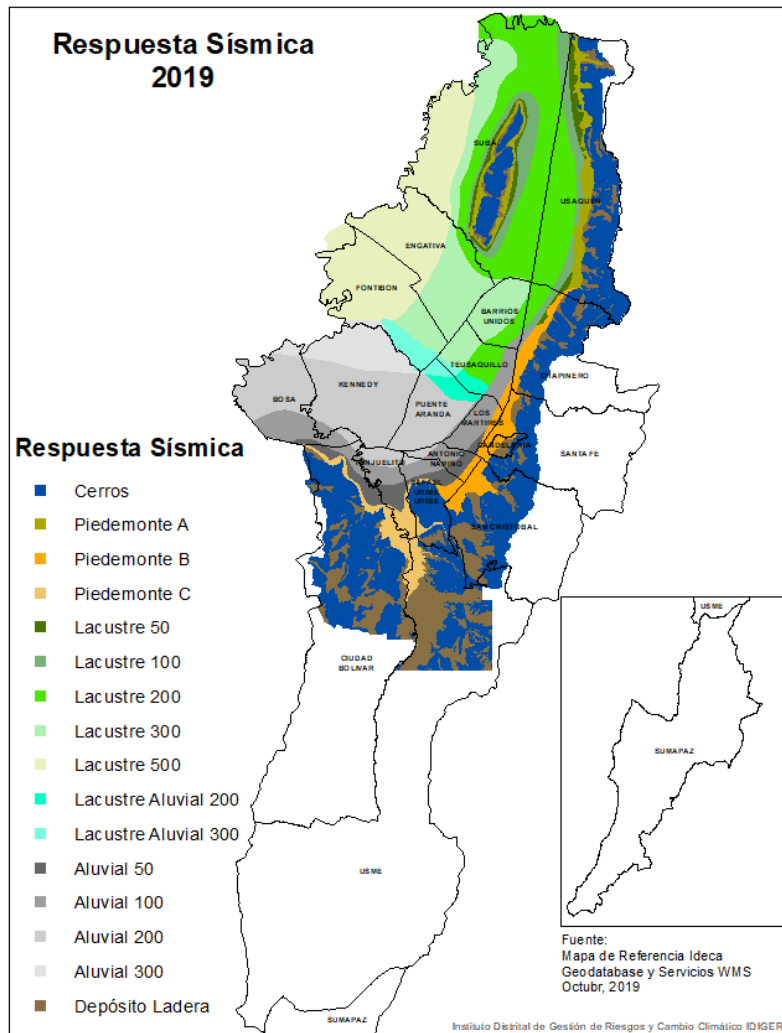 Respuesta Sísmica
2019
SUBA
USAQUEN
ENGATIVA
FONTIBON
BARRIOS
UNIDOS
TEUSAQUILLO
CHAPINERO
KENNEDY
BOSA
PUENTE
ARANDA
LOS
MARTIRES
CANDELARIA
SANTA FE
ANTONIO
NARIÑO
TUNJUELITO
RAFAEL
URIBE
URIBE
SAN CRISTOBAL
CIUDAD
BOLIVAR
USME
SUMAPAZ
Respuesta Sísmica
Cerros
Piedemonte A
Piedemonte B
Piedemonte C
Lacustre 50
Lacustre 100
Lacustre 200
Lacustre 300
Lacustre 500
Lacustre Aluvial 200
Lacustre Aluvial 300
Aluvial 50
Aluvial 100
Aluvial 200
Aluvial 300
Depósito Ladera
USME
SUMAPAZ
Fuente:
Mapa de Referencia Ideca
Geodatabase y Servicios WMS
Octubr, 2019
Instituto Distrital de Gestión de Riesgos y Cambio Climático IDIGER